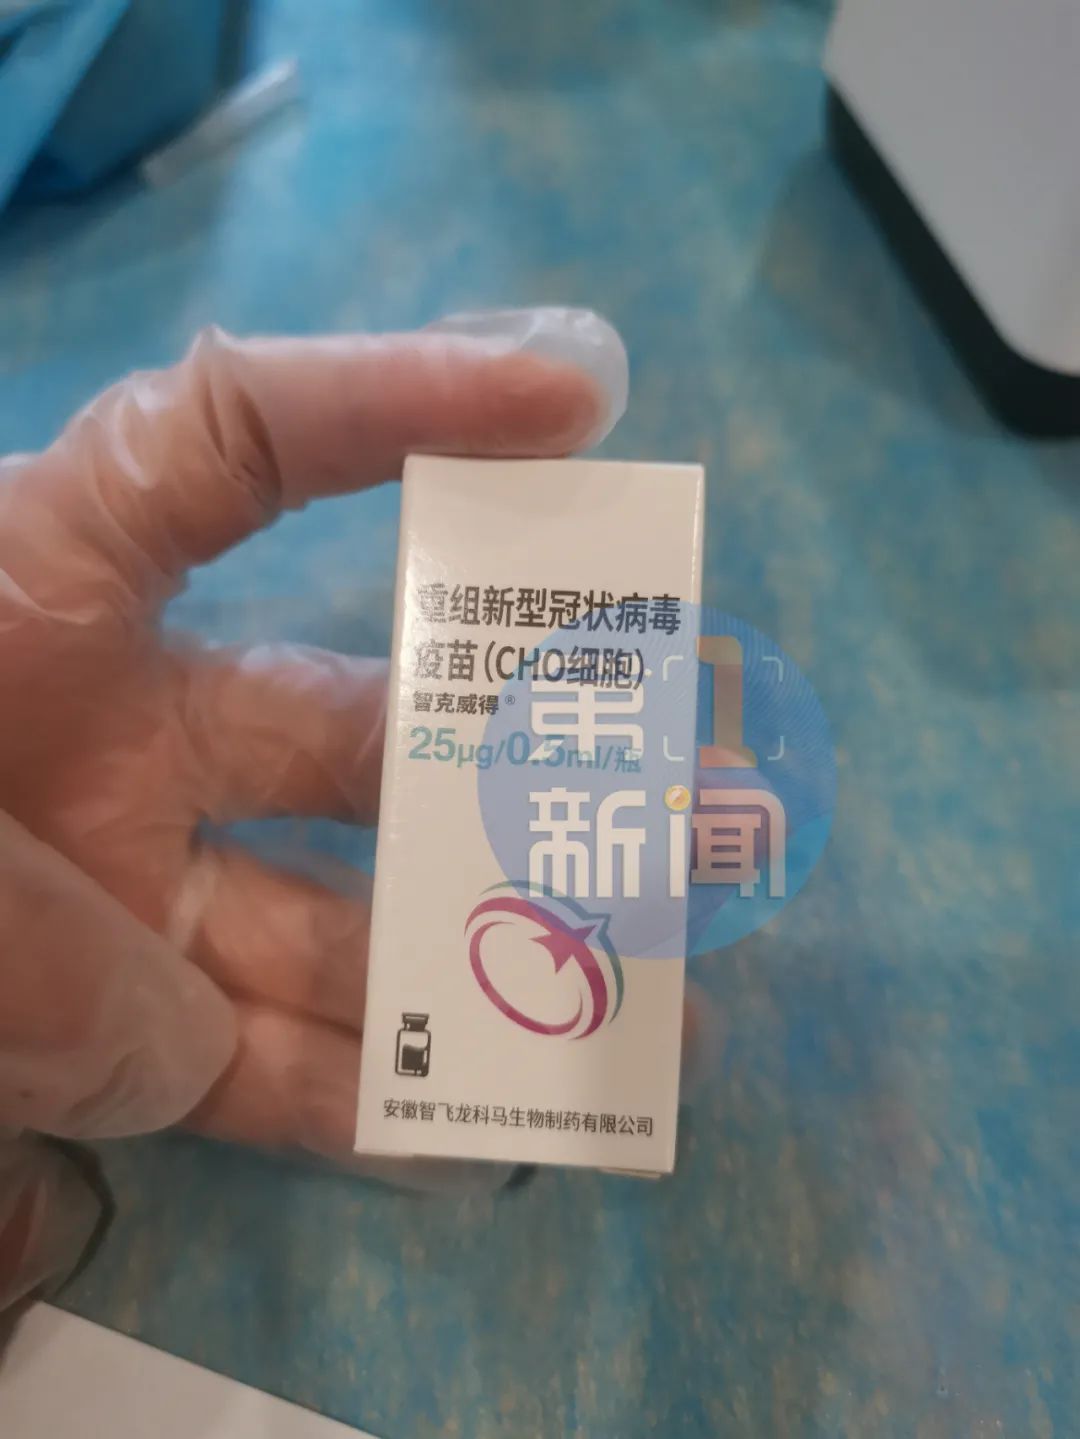 重组新型冠状病毒
疫苗(CHO细胞)
智克威得®
25µg/0.5ml/瓶
第1
新闻
安徽智飞龙科马生物制药有限公司